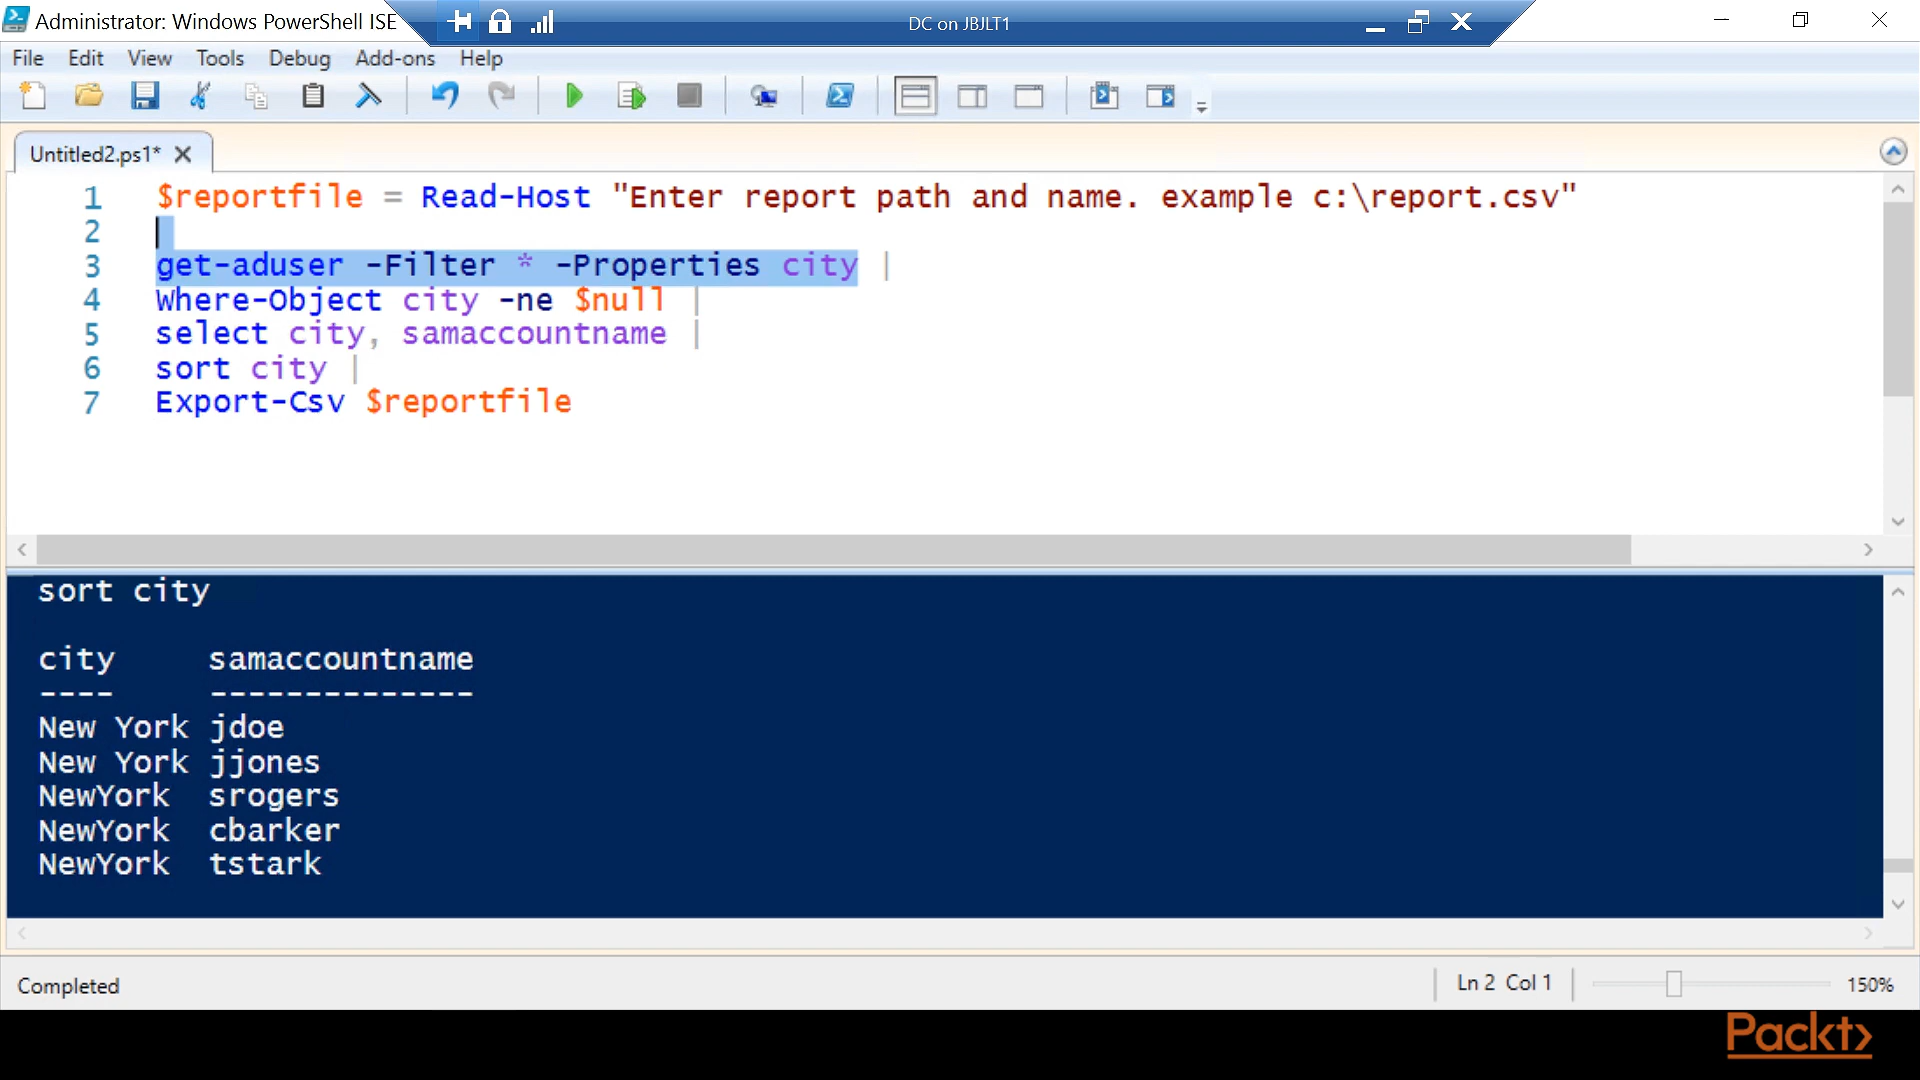 Administrator: Windows PowerShell ISE
DC on JBJLT1
File Edit View Tools Debug Add-ons Help
Untitled2.ps1*
1 $reportfile = Read-Host "Enter report path and name. example c:\report.csv"
2
3 get-aduser -Filter * -Properties city |
4 Where-Object city -ne $null |
5 select city, samaccountname |
6 sort city |
7 Export-Csv $reportfile
sort city
city samaccountname
---- --------------
New York jdoe
New York jjones
NewYork srogers
NewYork cbarker
NewYork tstark
Completed
Ln 2 Col 1
150%
Packt>